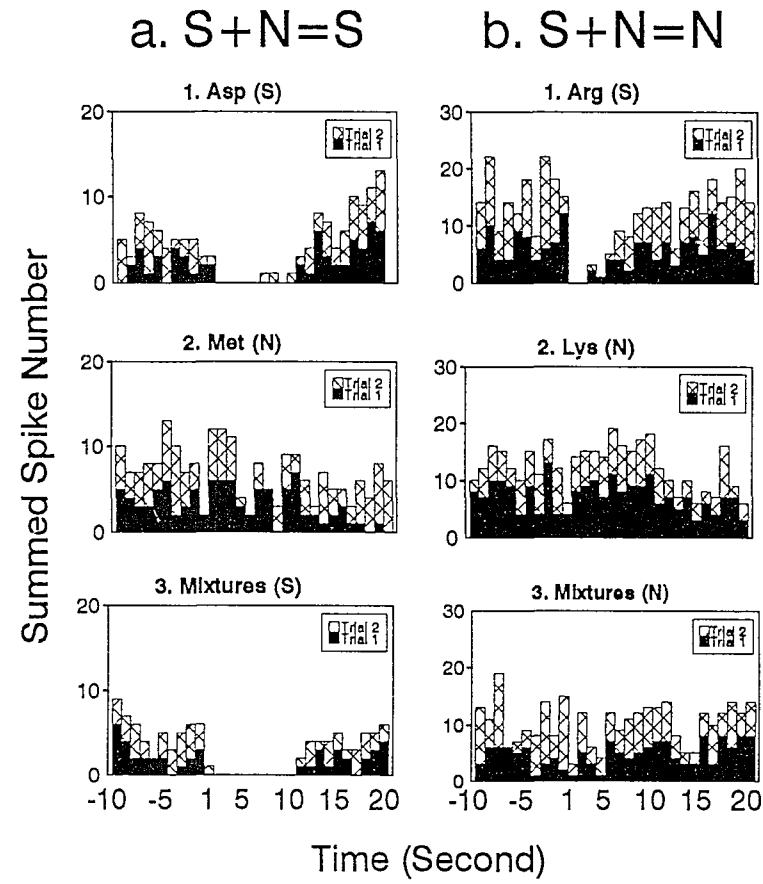 a. S+N=S
b. S+N=N
1. Asp (S)
20
10
0
Trial 2
Trial 1
1. Arg (S)
30
20
10
0
Trial 2
Trial 1
Summed Spike Number
2. Met (N)
20
10
0
Trial 2
Trial 1
2. Lys (N)
30
20
10
0
Trial 2
Trial 1
3. Mixtures (S)
20
10
0
Trial 2
Trial 1
3. Mixtures (N)
30
20
10
0
Trial 2
Trial 1
-10 -5 1 5 10 15 20
-10 -5 1 5 10 15 20
Time (Second)